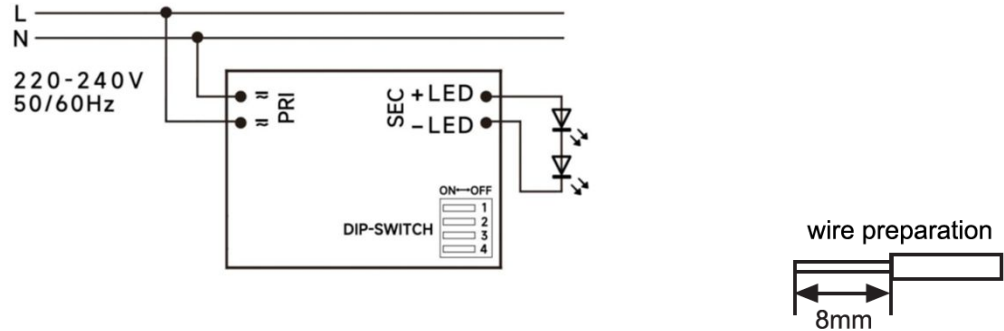 L
N
220-240V
50/60Hz
≈ PRI
≈
SEC
+LED
-LED
ON↔OFF
DIP-SWITCH
1
2
3
4
wire preparation
8mm